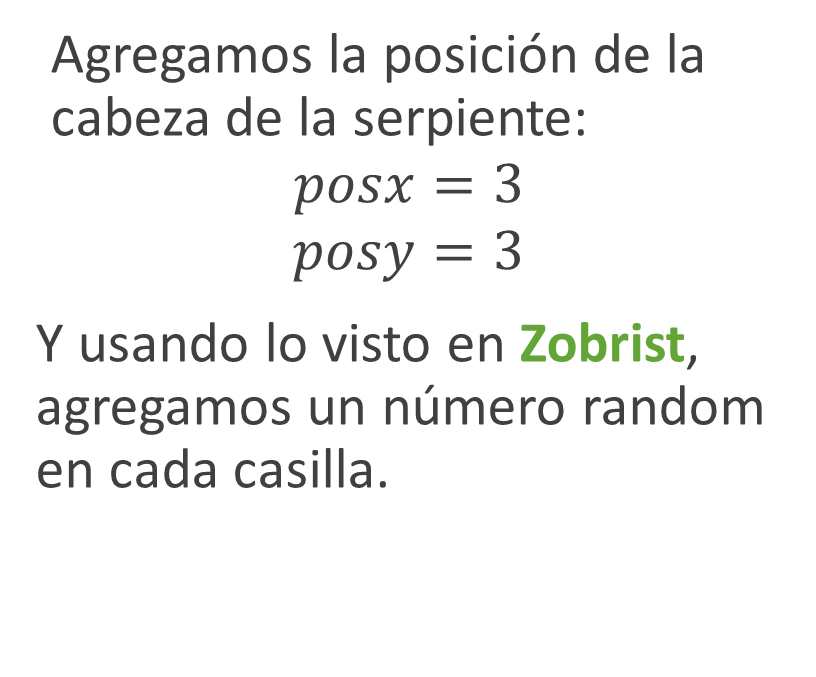 Agregamos la posición de la
cabeza de la serpiente:
posx = 3
posy = 3
Y usando lo visto en Zobrist,
agregamos un número random
en cada casilla.